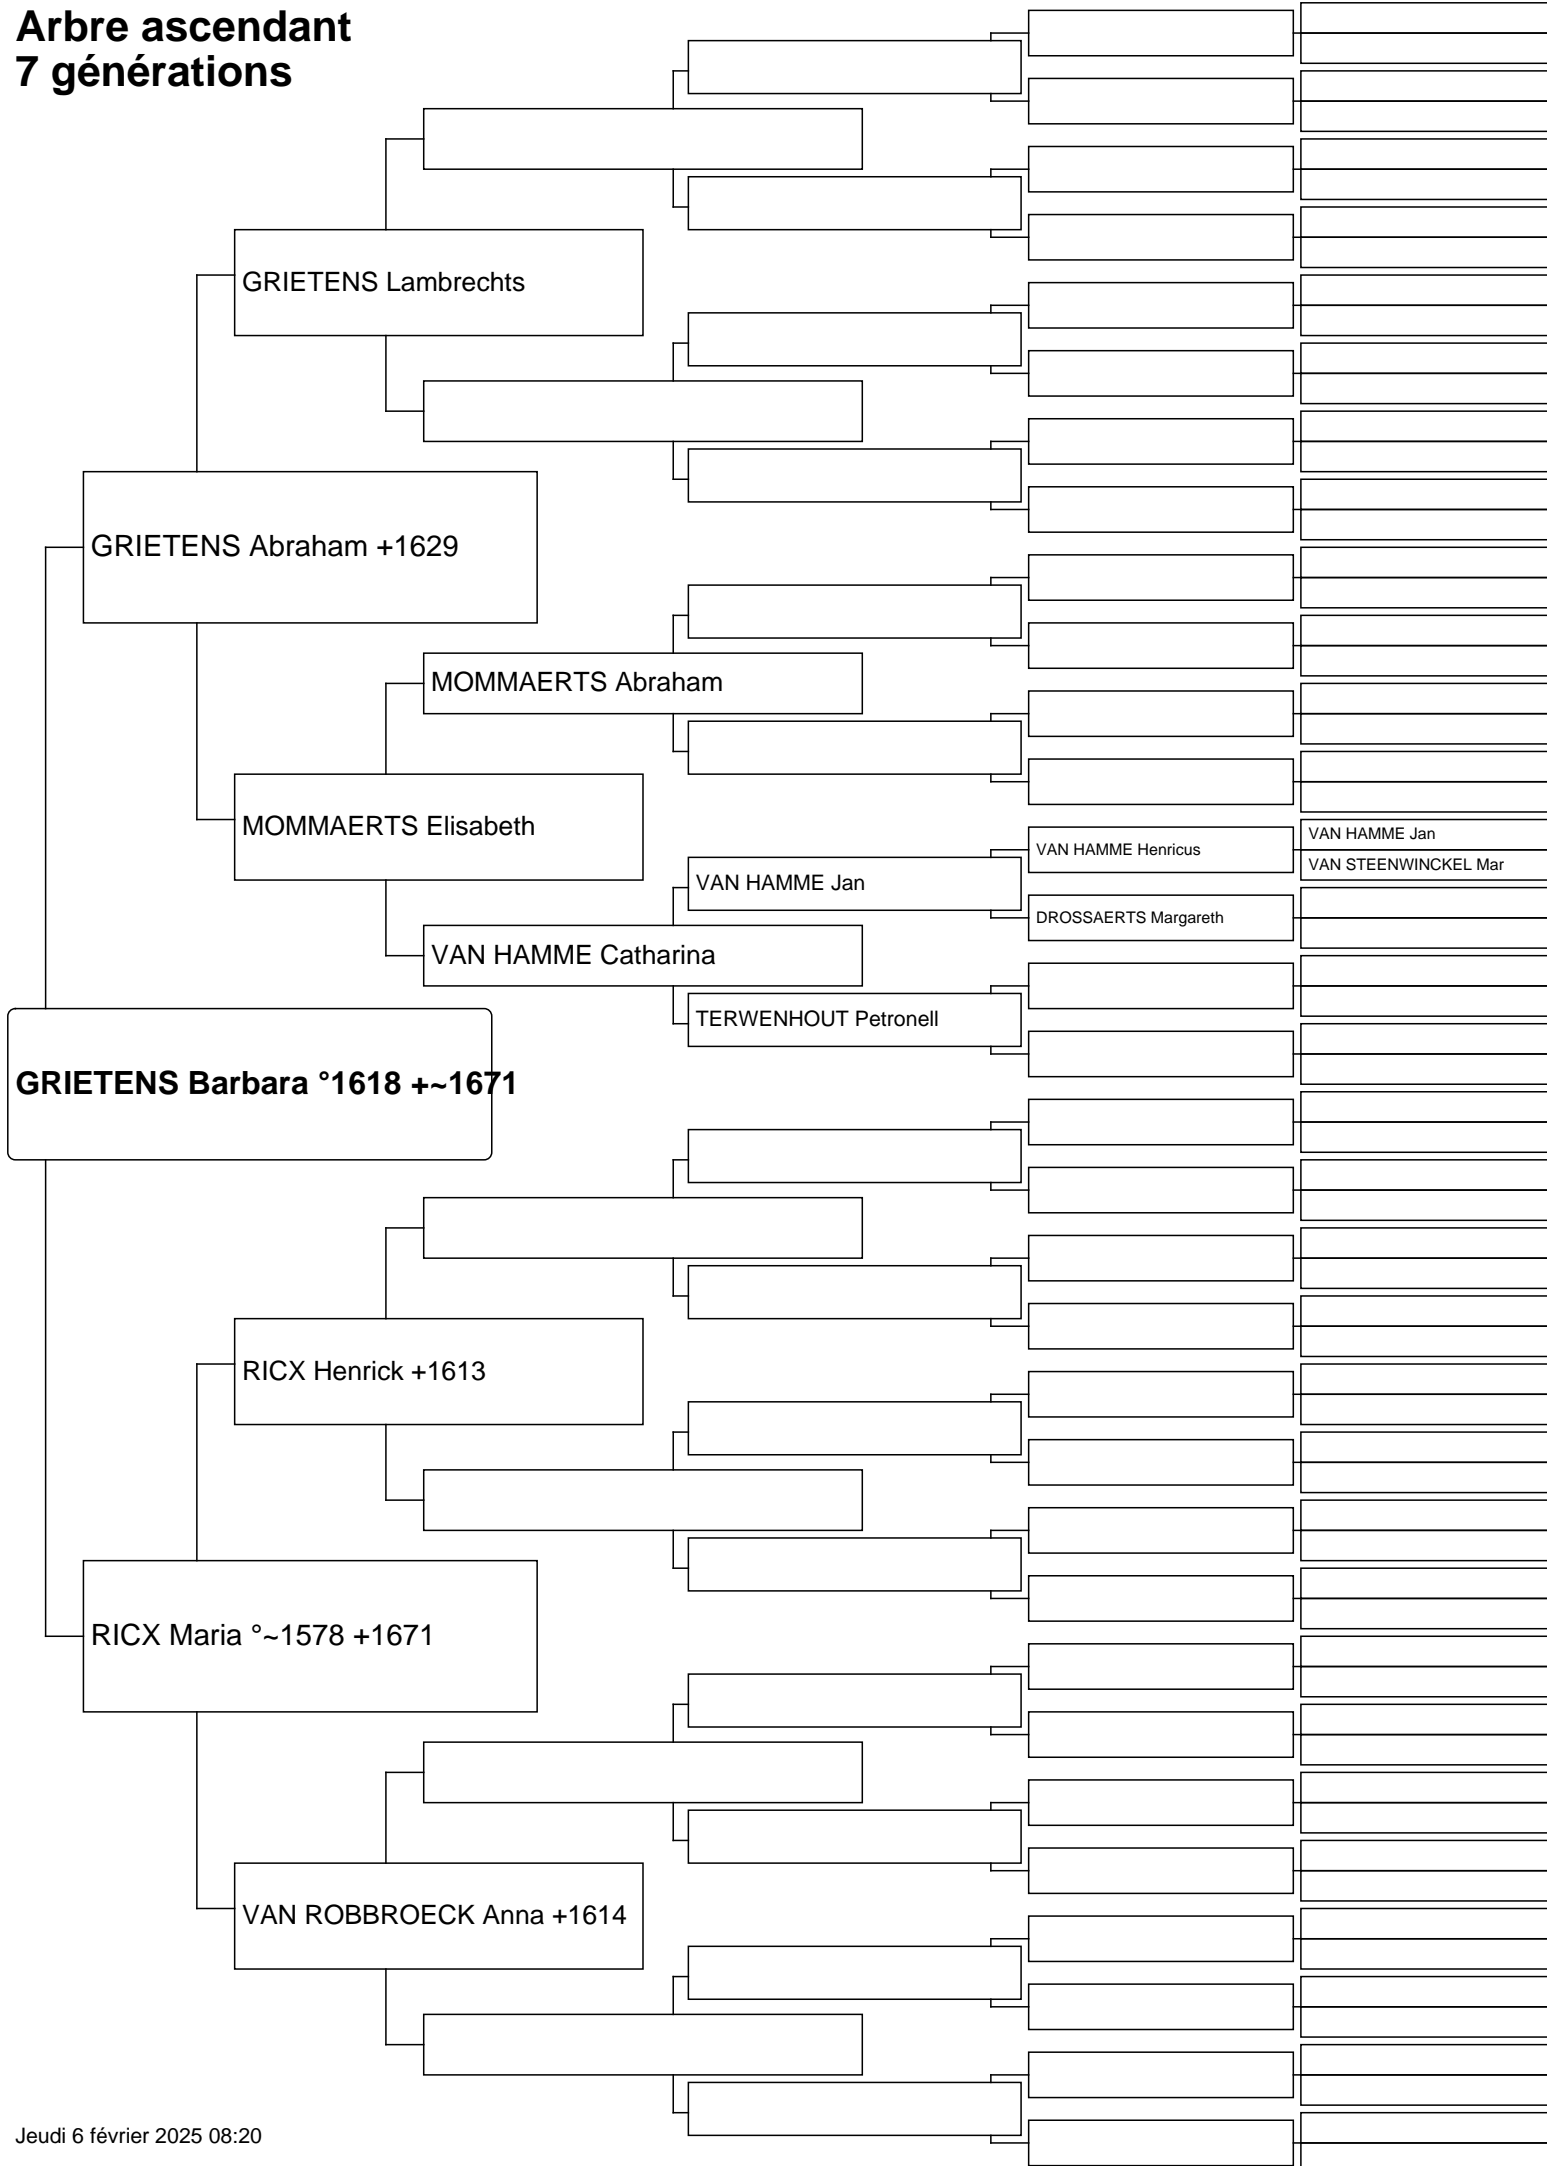 Arbre ascendant
7 générations
GRIETENS Lambrechts
GRIETENS Abraham +1629
MOMMAERTS Abraham
MOMMAERTS Elisabeth
VAN HAMME Jan
VAN HAMME Henricus
VAN STEENWINCKEL Mar
VAN HAMME Jan
DROSSAERTS Margareth
VAN HAMME Catharina
TERWENHOUT Petronell
GRIETENS Barbara °1618 +~1671
RICX Henrick +1613
RICX Maria °~1578 +1671
VAN ROBBROECK Anna +1614
Jeudi 6 février 2025 08:20